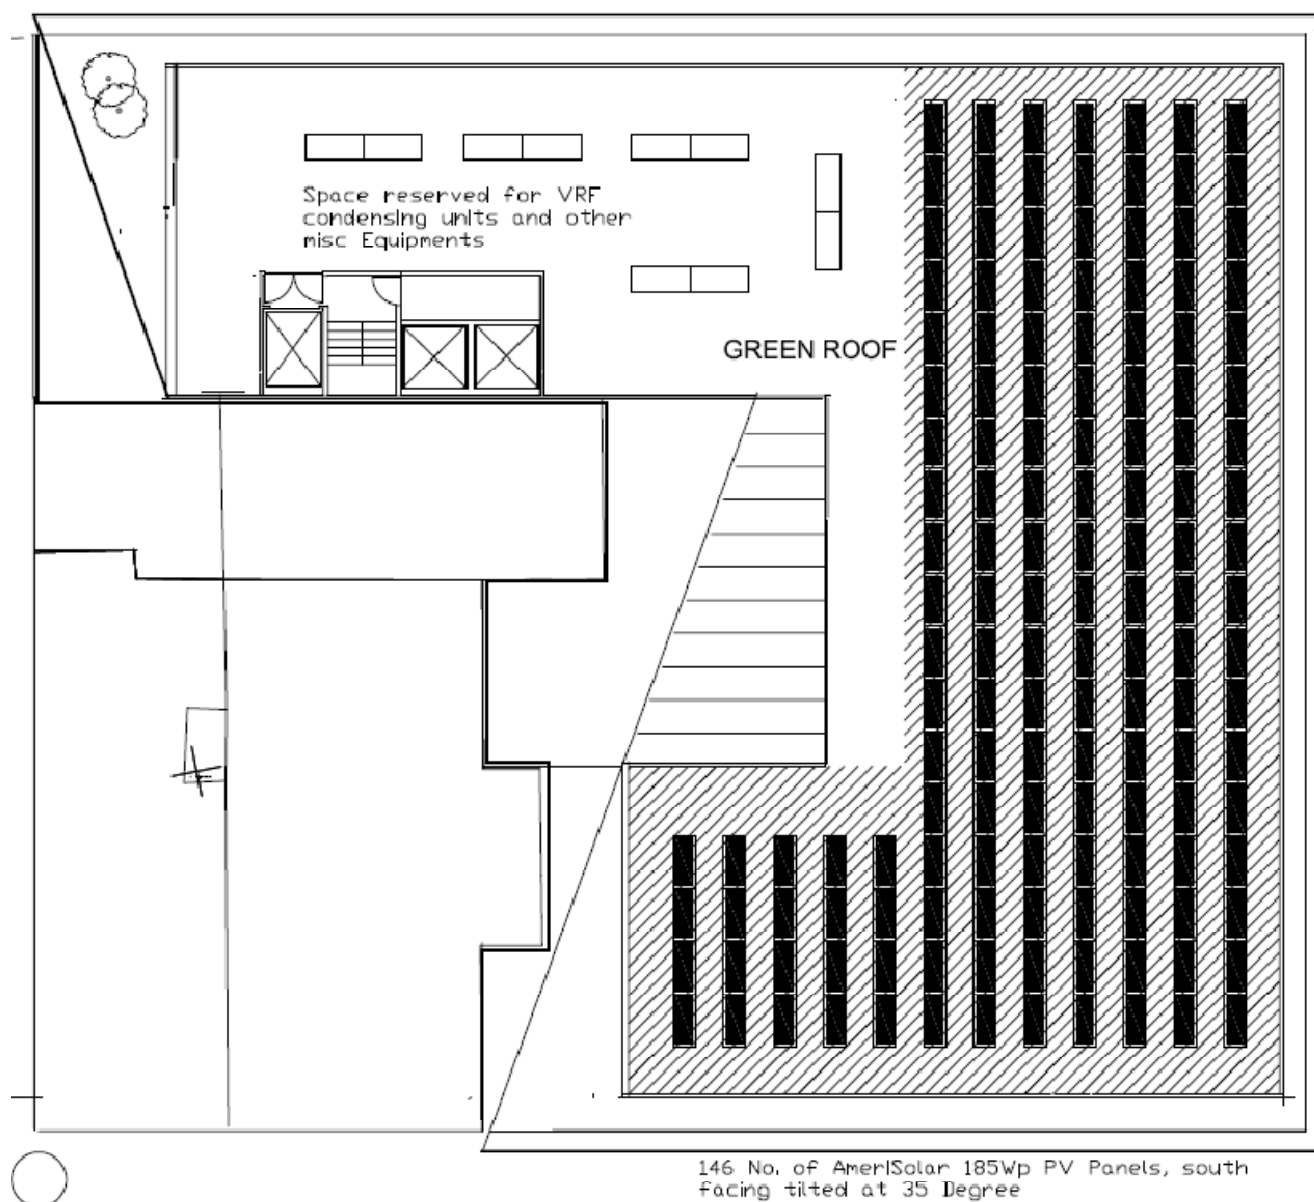 Space reserved for VRF
condensing units and other
misc Equipments
GREEN ROOF
146 No. of AmeriSolar 185Wp PV Panels, south
facing tilted at 35 Degree